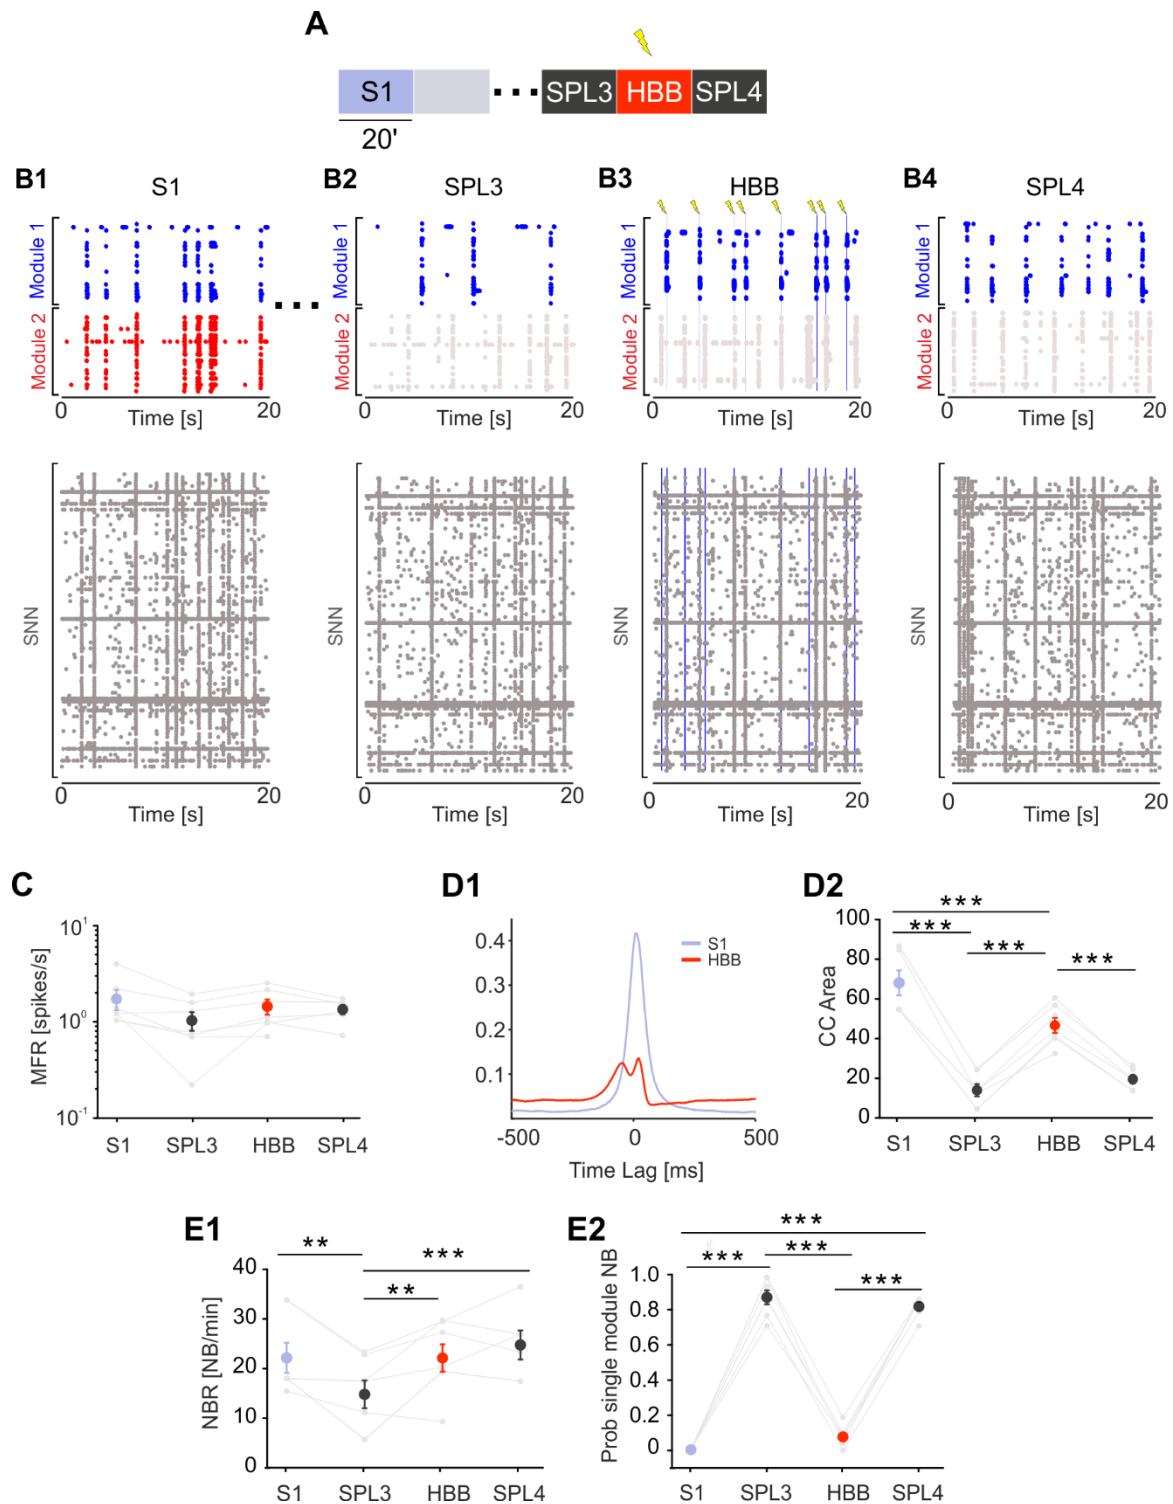 A
S1
SPL3
HBB
SPL4
20'
B1
S1
B2
SPL3
B3
HBB
B4
SPL4
Module 1
Module 2
0
20
Time [s]
Module 1
Module 2
0
20
Time [s]
Module 1
Module 2
0
20
Time [s]
Module 1
Module 2
0
20
Time [s]
SNN
0
20
Time [s]
SNN
0
20
Time [s]
SNN
0
20
Time [s]
SNN
0
20
Time [s]
C
MFR [spikes/s]
10¹
10⁰
10⁻¹
S1
SPL3
HBB
SPL4
D1
0.4
0.3
0.2
0.1
S1
HBB
-500
0
500
Time Lag [ms]
D2
***
***
***
***
CC Area
100
80
60
40
20
0
S1
SPL3
HBB
SPL4
E1
**
***
**
NBR [NB/min]
40
30
20
10
0
S1
SPL3
HBB
SPL4
E2
***
***
***
***
Prob single module NB
1.0
0.8
0.6
0.4
0.2
0
S1
SPL3
HBB
SPL4